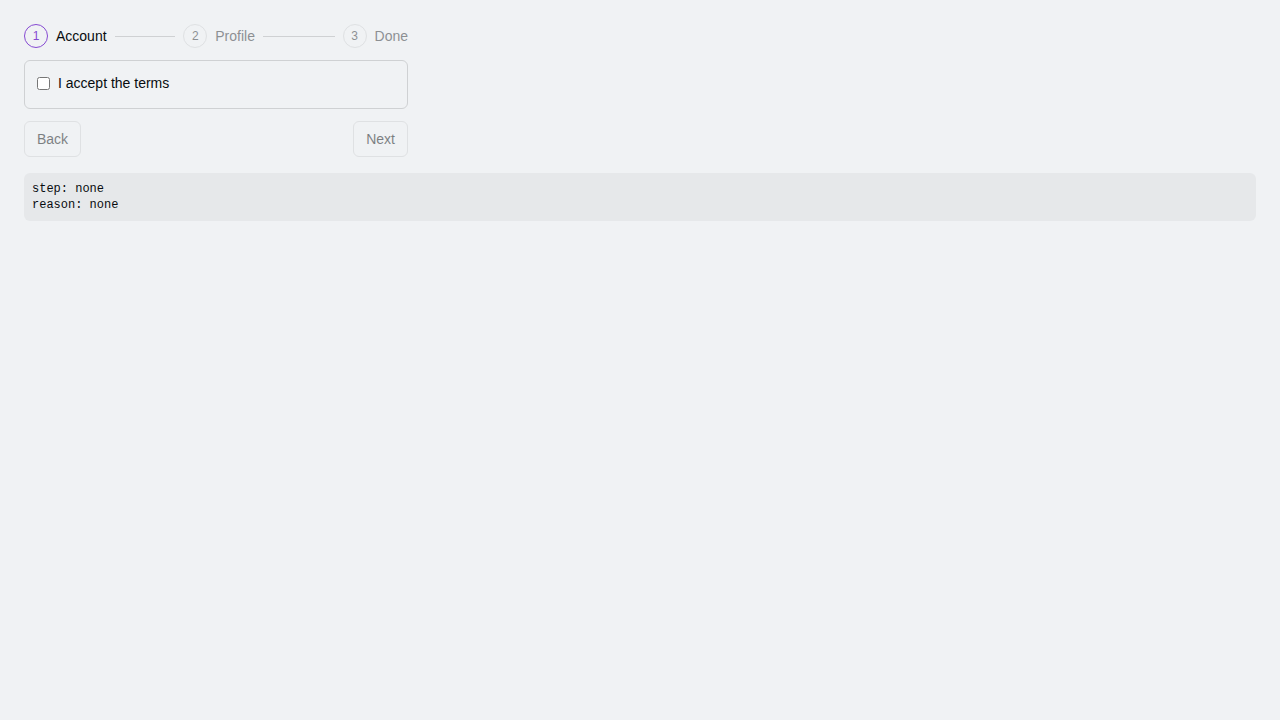 1 Account 2 Profile 3 Done
I accept the terms
Back Next
step: none
reason: none